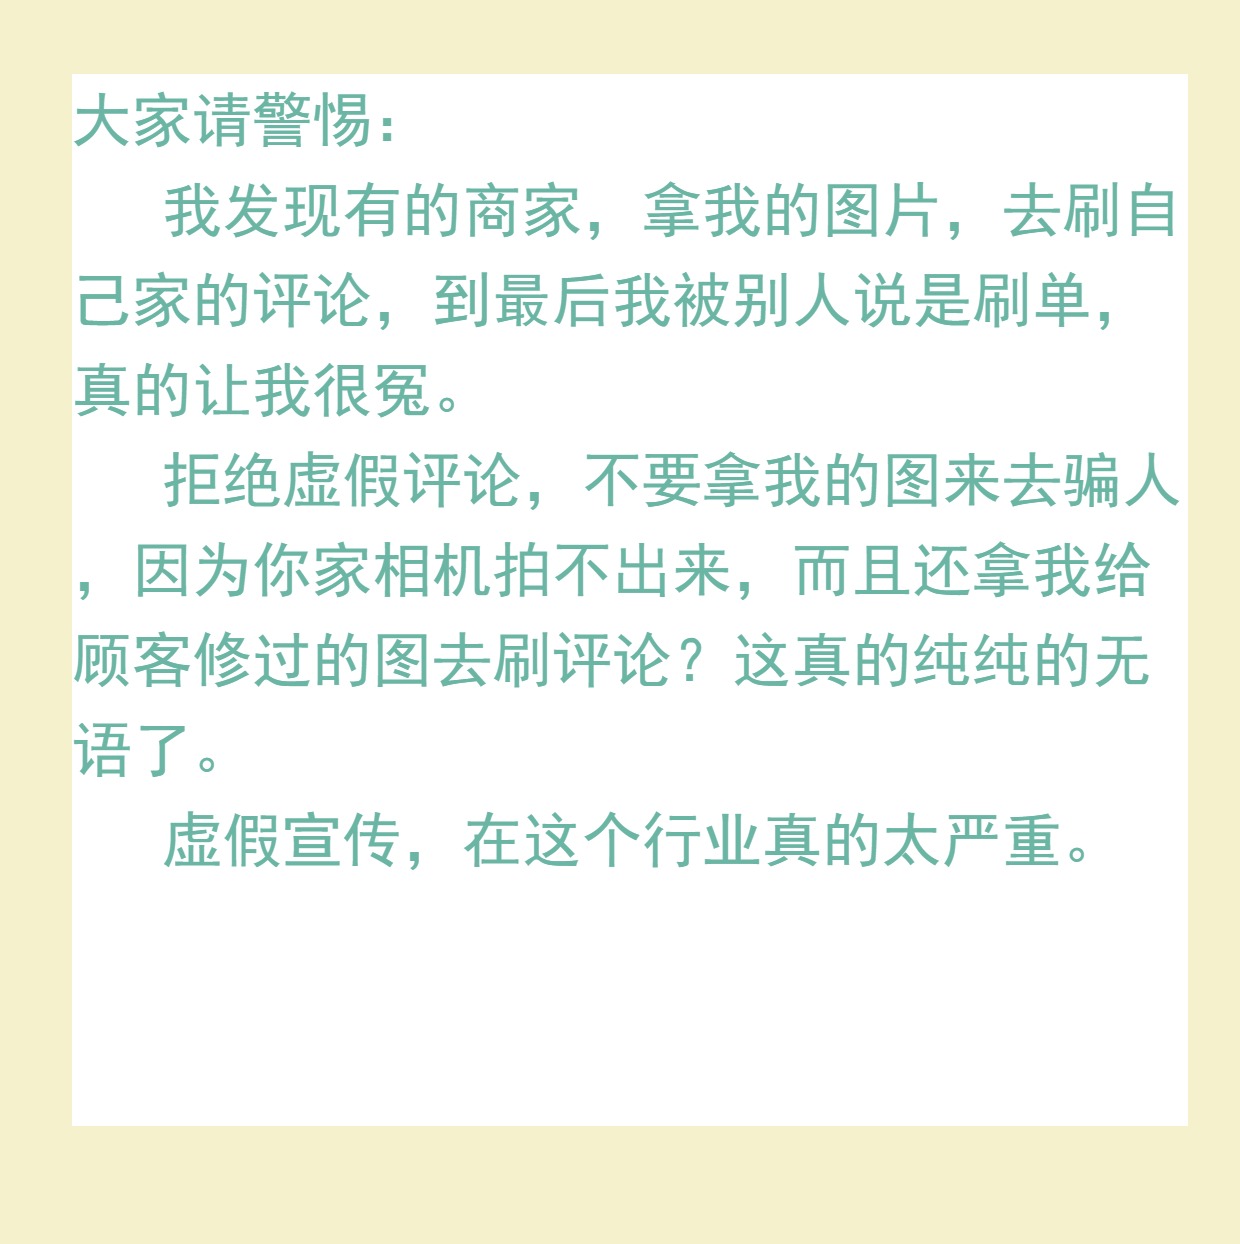 大家请警惕：
我发现有的商家，拿我的图片，去刷自
己家的评论，到最后我被别人说是刷单，
真的让我很冤。
拒绝虚假评论，不要拿我的图来去骗人
，因为你家相机拍不出来，而且还拿我给
顾客修过的图去刷评论？这真的纯纯的无
语了。
虚假宣传，在这个行业真的太严重。